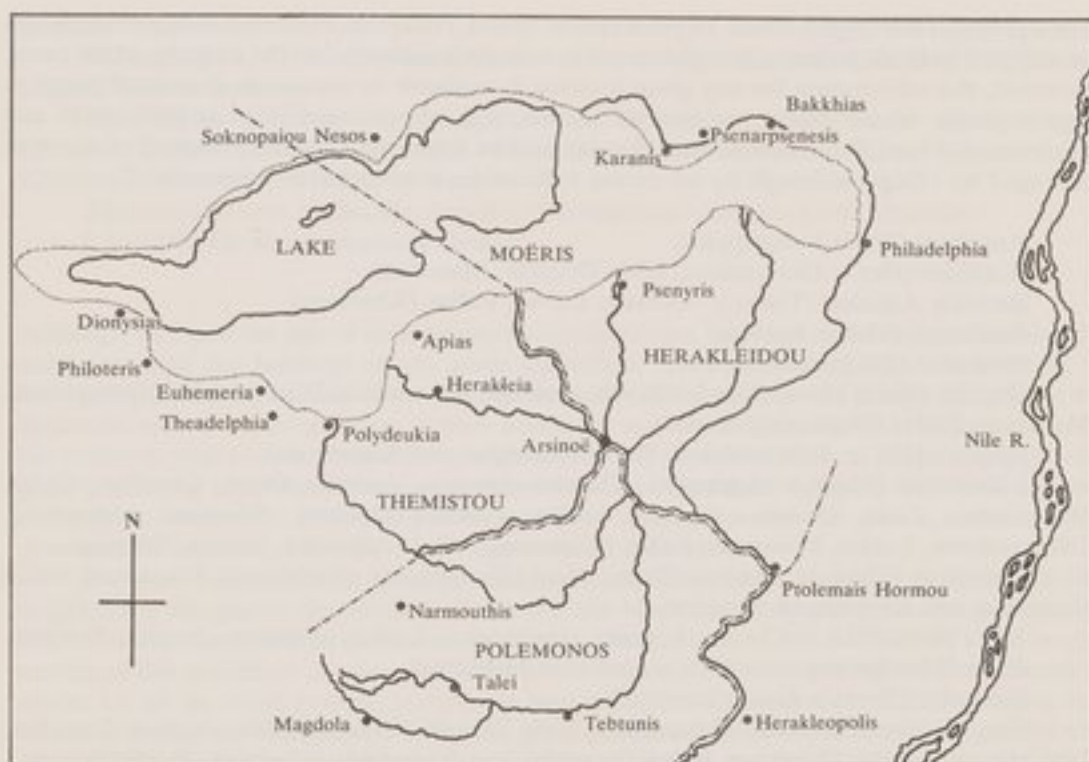 Bakkhias
Soknopaiou Nesos
Psenarpsenesis
Karanis
LAKE
MOËRIS
Philadelphia
Psenyris
Dionysias
Apias
HERAKLEIDOU
Philoteris
Euhemeria
Herakleia
Theadelphia
Polydeukia
Arsinoë
Nile R.
THEMISTOU
N
Ptolemais Hormou
Narmouthis
POLEMONOS
Talei
Magdola
Tebtunis
Herakleopolis